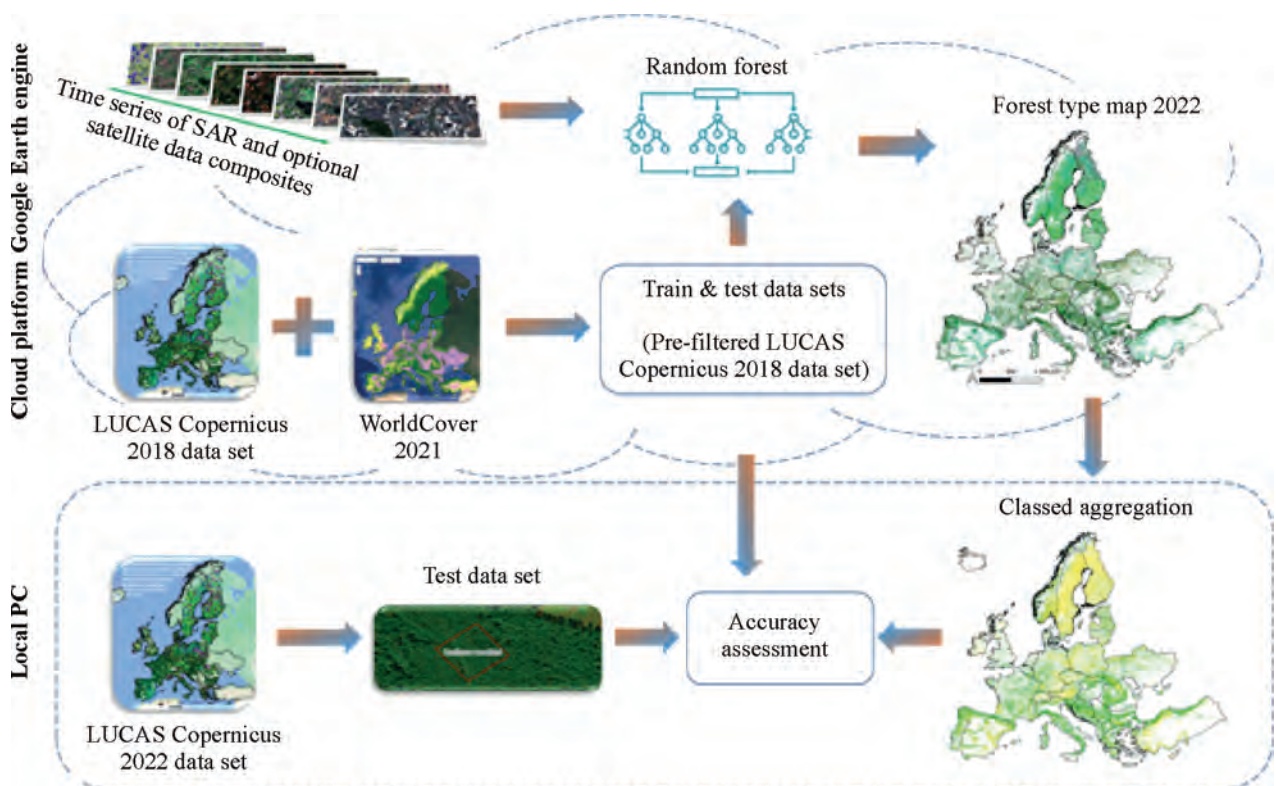 Cloud platform Google Earth engine
Time series of SAR and optional
satellite data composites
Random forest
Forest type map 2022
LUCAS Copernicus
2018 data set
WorldCover
2021
Train & test data sets
(Pre-filtered LUCAS
Copernicus 2018 data set)
Local PC
LUCAS Copernicus
2022 data set
Test data set
Accuracy
assessment
Classed aggregation